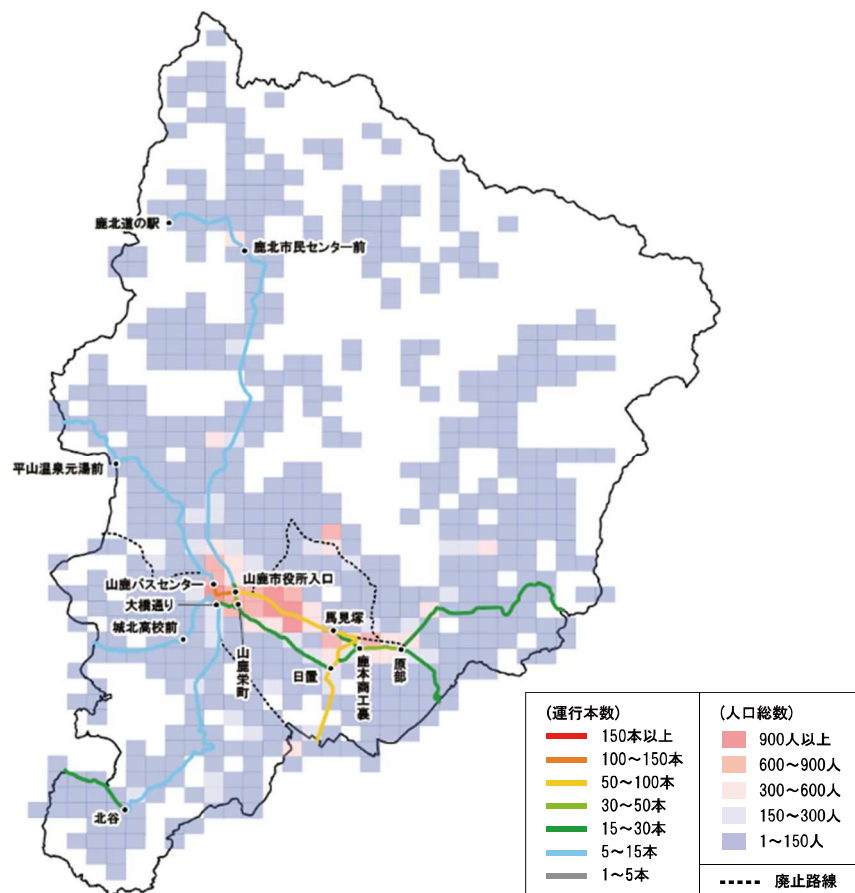 鹿北道の駅
鹿北市民センター前
平山温泉元湯前
山鹿バスセンター
山鹿市役所入口
大橋通り
馬見塚
城北高校前
山鹿栄町
日置
鹿本商工裏
原部
北谷
(運行本数)
150本以上
100～150本
50～100本
30～50本
15～30本
5～15本
1～5本
(人口総数)
900人以上
600～900人
300～600人
150～300人
1～150人
廃止路線